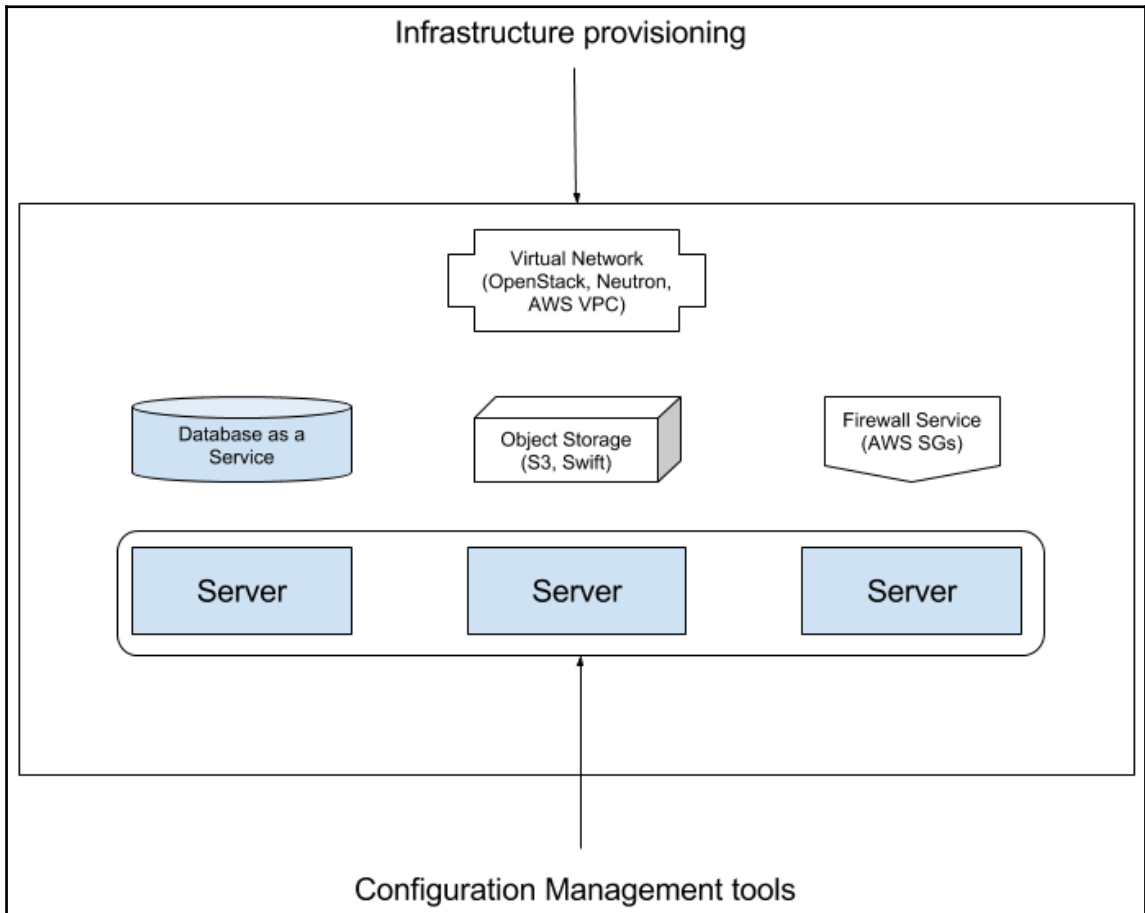 Infrastructure provisioning
Virtual Network
(OpenStack, Neutron,
AWS VPC)
Database as a
Service
Object Storage
(S3, Swift)
Firewall Service
(AWS SGs)
Server
Server
Server
Configuration Management tools